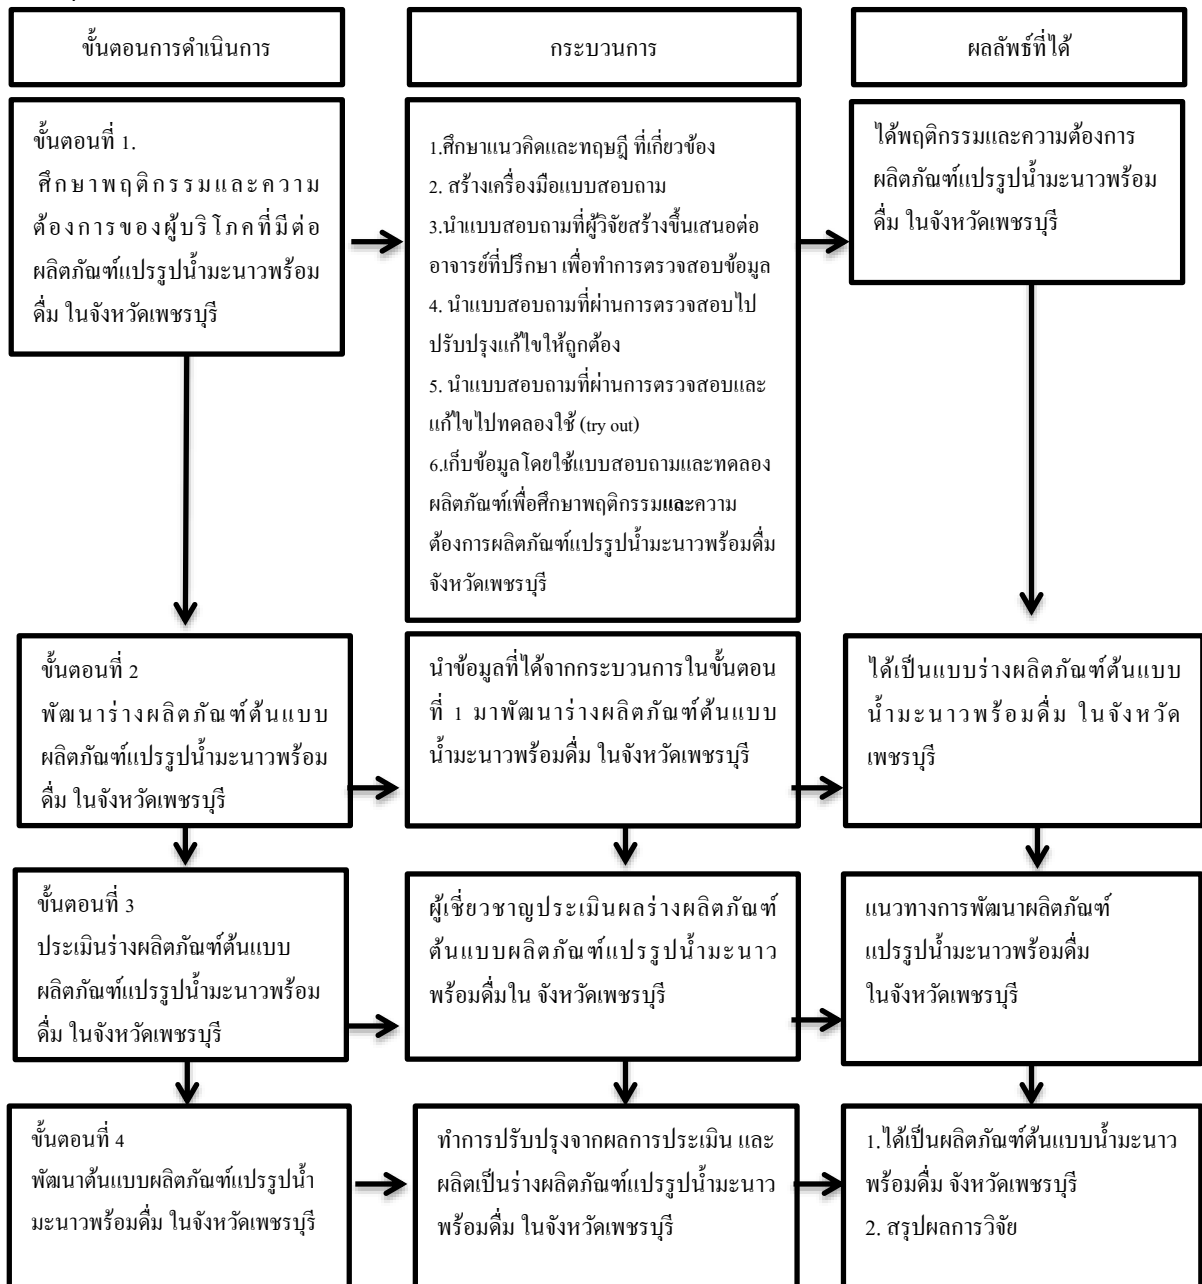 ขั้นตอนการดำเนินการ
กระบวนการ
ผลลัพธ์ที่ได้
ขั้นตอนที่ 1.
ศึกษาพฤติกรรมและความ
ต้องการของผู้บริโภคที่มีต่อ
ผลิตภัณฑ์แปรรูปน้ำมะนาวพร้อม
ดื่ม ในจังหวัดเพชรบุรี
1.ศึกษาแนวคิดและทฤษฎี ที่เกี่ยวข้อง
2. สร้างเครื่องมือแบบสอบถาม
3.นำแบบสอบถามที่ผู้วิจัยสร้างขึ้นเสนอต่อ
อาจารย์ที่ปรึกษา เพื่อทำการตรวจสอบข้อมูล
4. นำแบบสอบถามที่ผ่านการตรวจสอบไป
ปรับปรุงแก้ไขให้ถูกต้อง
5. นำแบบสอบถามที่ผ่านการตรวจสอบและ
แก้ไขไปทดลองใช้ (try out)
6.เก็บข้อมูลโดยใช้แบบสอบถามและทดลอง
ผลิตภัณฑ์เพื่อศึกษาพฤติกรรมและความ
ต้องการผลิตภัณฑ์แปรรูปน้ำมะนาวพร้อมดื่ม
จังหวัดเพชรบุรี
ได้พฤติกรรมและความต้องการ
ผลิตภัณฑ์แปรรูปน้ำมะนาวพร้อม
ดื่ม ในจังหวัดเพชรบุรี
ขั้นตอนที่ 2
พัฒนาร่างผลิตภัณฑ์ต้นแบบ
ผลิตภัณฑ์แปรรูปน้ำมะนาวพร้อม
ดื่ม ในจังหวัดเพชรบุรี
นำข้อมูลที่ได้จากกระบวนการในขั้นตอน
ที่ 1 มาพัฒนาร่างผลิตภัณฑ์ต้นแบบ
น้ำมะนาวพร้อมดื่ม ในจังหวัดเพชรบุรี
ได้เป็นแบบร่างผลิตภัณฑ์ต้นแบบ
น้ำมะนาวพร้อมดื่ม ในจังหวัด
เพชรบุรี
ขั้นตอนที่ 3
ประเมินร่างผลิตภัณฑ์ต้นแบบ
ผลิตภัณฑ์แปรรูปน้ำมะนาวพร้อม
ดื่ม ในจังหวัดเพชรบุรี
ผู้เชี่ยวชาญประเมินผลร่างผลิตภัณฑ์
ต้นแบบผลิตภัณฑ์แปรรูปน้ำมะนาว
พร้อมดื่มใน จังหวัดเพชรบุรี
แนวทางการพัฒนาผลิตภัณฑ์
แปรรูปน้ำมะนาวพร้อมดื่ม
ในจังหวัดเพชรบุรี
ขั้นตอนที่ 4
พัฒนาต้นแบบผลิตภัณฑ์แปรรูปน้ำ
มะนาวพร้อมดื่ม ในจังหวัดเพชรบุรี
ทำการปรับปรุงจากผลการประเมิน และ
ผลิตเป็นร่างผลิตภัณฑ์แปรรูปน้ำมะนาว
พร้อมดื่ม ในจังหวัดเพชรบุรี
1.ได้เป็นผลิตภัณฑ์ต้นแบบน้ำมะนาว
พร้อมดื่ม จังหวัดเพชรบุรี
2. สรุปผลการวิจัย